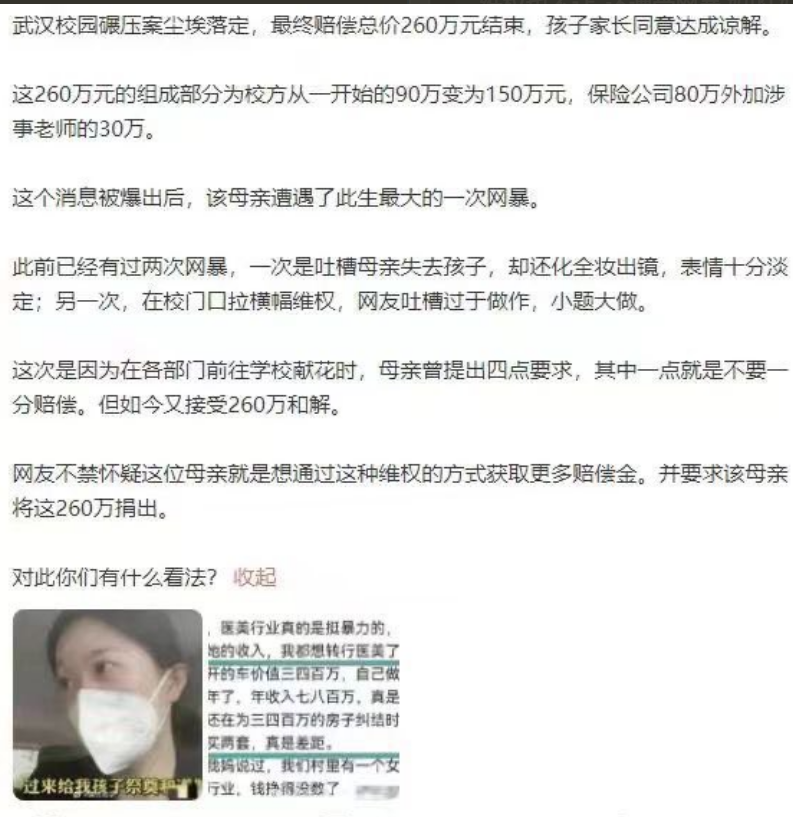 武汉校园碾压案尘埃落定，最终赔偿总价260万元结束，孩子家长同意达成谅解。
这260万元的组成部分为校方从一开始的90万变为150万元，保险公司80万外加涉
事老师的30万。
这个消息被爆出后，该母亲遭遇了此生最大的一次网暴。
此前已经有过两次网暴，一次是吐槽母亲失去孩子，却还化全妆出镜，表情十分淡
定；另一次，在校门口拉横幅维权，网友吐槽过于做作，小题大做。
这次是因为在各部门前往学校献花时，母亲曾提出四点要求，其中一点就是不要一
分赔偿。但如今又接受260万和解。
网友不禁怀疑这位母亲就是想通过这种维权的方式获取更多赔偿金。并要求该母亲
将这260万捐出。
对此你们有什么看法？ 收起
过来给我孩子祭奠和道
，医美行业真的是挺暴力的，
她的收入，我都想转行医美了
开的车价值三四百万，自己做
年了，年收入七八百万，真是
还在为三四百万的房子纠结时
买两套，真是差距。
我妈说过，我们村里有一个女
行业，钱挣得没数了